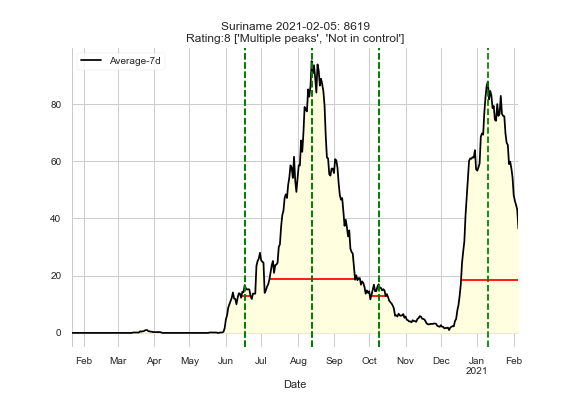 Suriname 2021-02-05: 8619
Rating:8 ['Multiple peaks', 'Not in control']
Average-7d
80
60
40
20
0
Feb Mar Apr May Jun Jul Aug Sep Oct Nov Dec Jan Feb
2021
Date